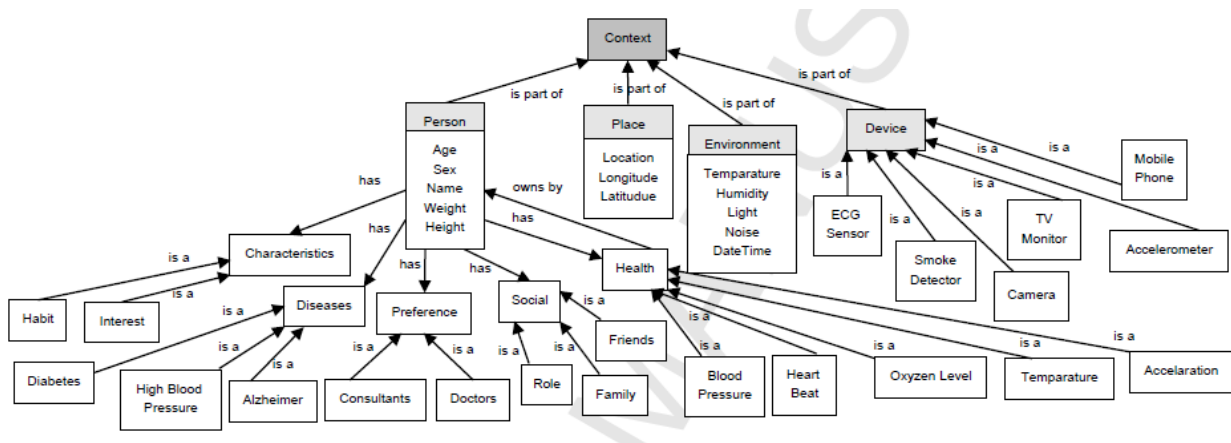 Context
is part of
is part of
is part of
is part of
Person
Age
Sex
Name
Weight
Height
Place
Location
Longitude
Latitudue
Environment
Temparature
Humidity
Light
Noise
DateTime
Device
is a
is a
is a
is a
is a
is a
Mobile
Phone
ECG
Sensor
Smoke
Detector
Camera
TV
Monitor
Accelerometer
has
has
has
has
has
owns by
Characteristics
is a
is a
Habit
Interest
Diseases
is a
is a
is a
Diabetes
High Blood
Pressure
Alzheimer
Preference
is a
is a
Consultants
Doctors
Social
is a
is a
is a
Role
Family
Friends
Health
is a
is a
is a
is a
is a
Blood
Pressure
Heart
Beat
Oxyzen Level
Temparature
Accelaration